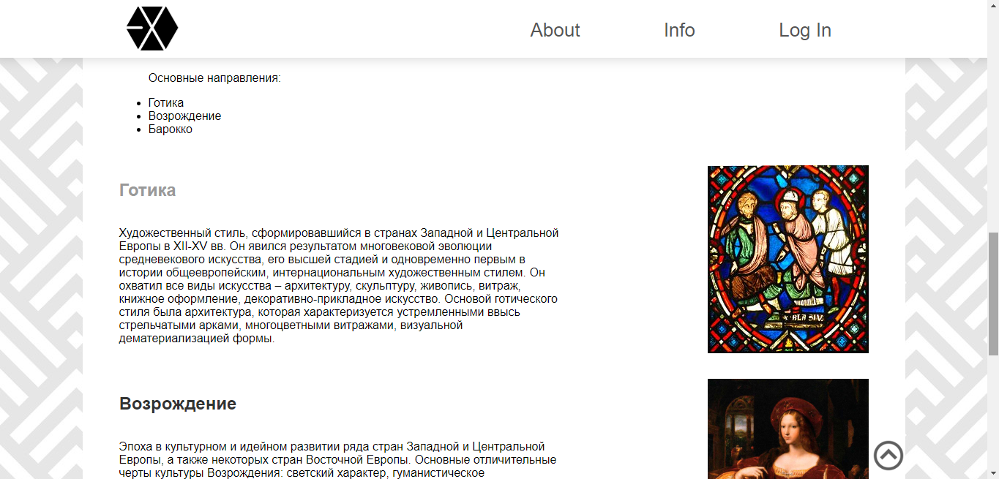 About Info Log In
Основные направления:
Готика
Возрождение
Барокко
Готика
Художественный стиль, сформировавшийся в странах Западной и Центральной
Европы в XII-XV вв. Он явился результатом многовековой эволюции
средневекового искусства, его высшей стадией и одновременно первым в
истории общеевропейским, интернациональным художественным стилем. Он
охватил все виды искусства – архитектуру, скульптуру, живопись, витраж,
книжное оформление, декоративно-прикладное искусство. Основой готического
стиля была архитектура, которая характеризуется устремленными ввысь
стрельчатыми арками, многоцветными витражами, визуальной
дематериализацией формы.
Возрождение
Эпоха в культурном и идейном развитии ряда стран Западной и Центральной
Европы, а также некоторых стран Восточной Европы. Основные отличительные
черты культуры Возрождения: светский характер, гуманистическое